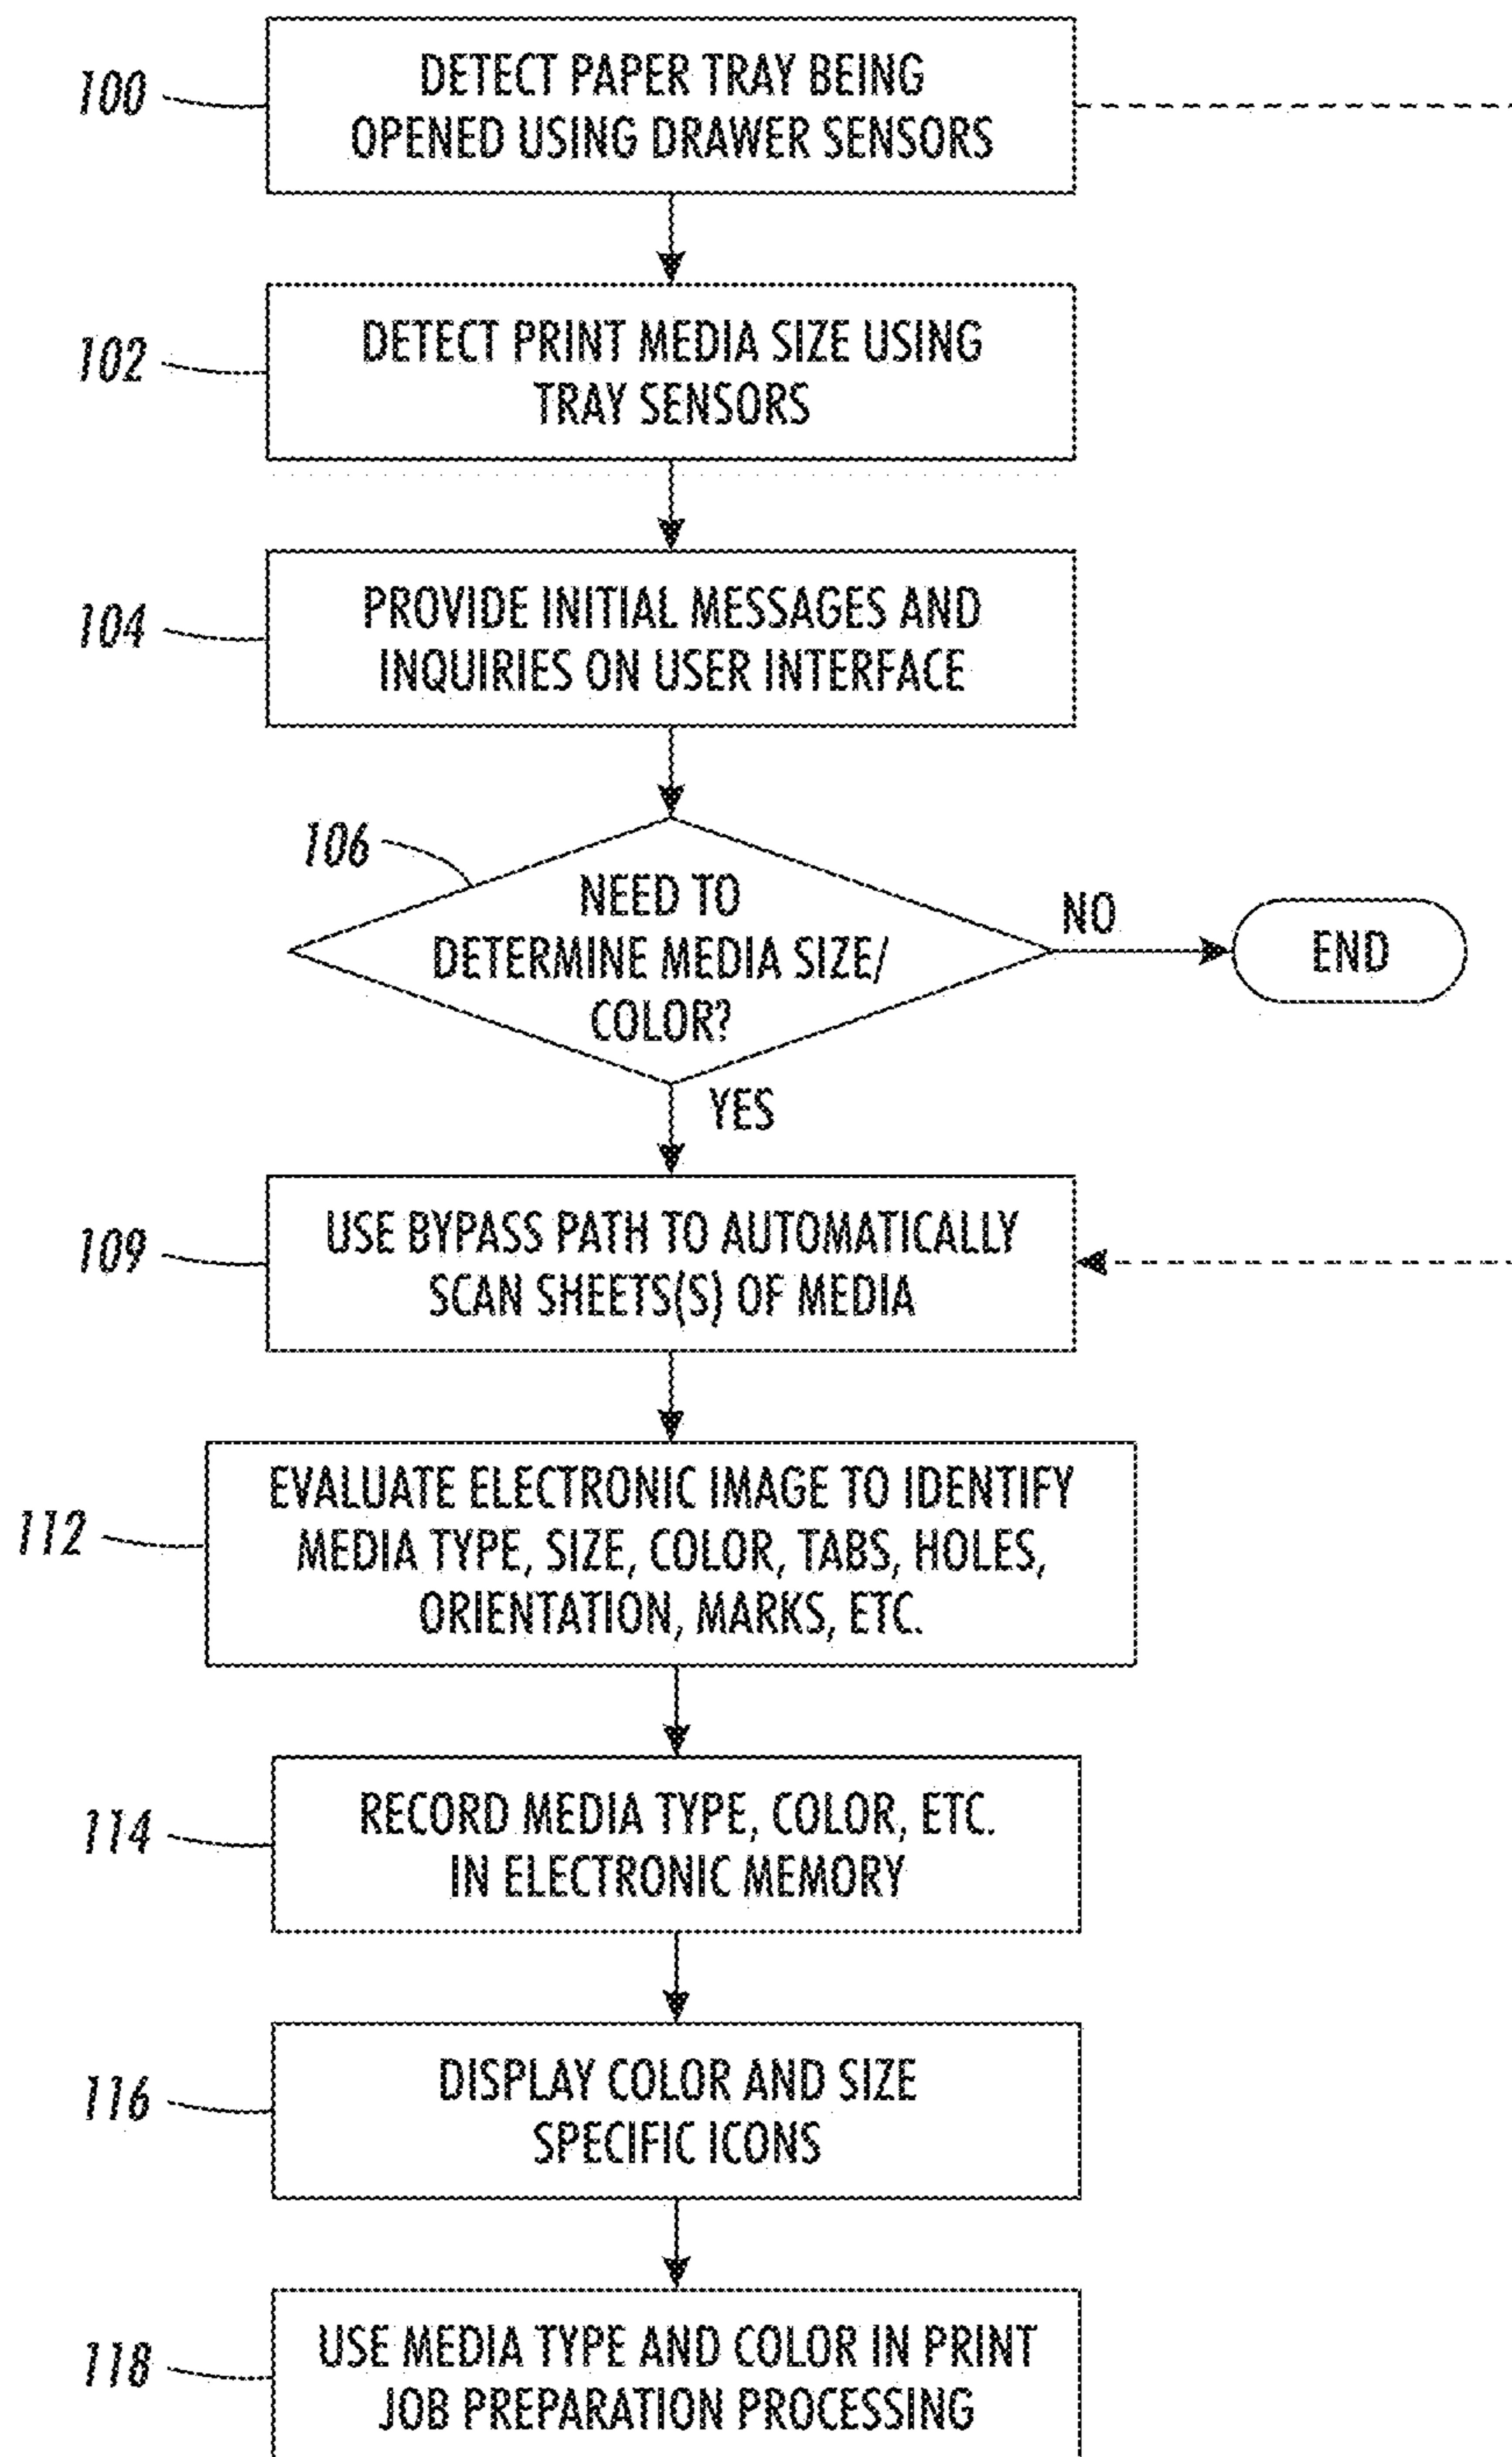 100
DETECT PAPER TRAY BEING
OPENED USING DRAWER SENSORS
102
DETECT PRINT MEDIA SIZE USING
TRAY SENSORS
104
PROVIDE INITIAL MESSAGES AND
INQUIRIES ON USER INTERFACE
106
NEED TO
DETERMINE MEDIA SIZE/
COLOR?
NO
END
YES
109
USE BYPASS PATH TO AUTOMATICALLY
SCAN SHEETS(S) OF MEDIA
112
EVALUATE ELECTRONIC IMAGE TO IDENTIFY
MEDIA TYPE, SIZE, COLOR, TABS, HOLES,
ORIENTATION, MARKS, ETC.
114
RECORD MEDIA TYPE, COLOR, ETC.
IN ELECTRONIC MEMORY
116
DISPLAY COLOR AND SIZE
SPECIFIC ICONS
118
USE MEDIA TYPE AND COLOR IN PRINT
JOB PREPARATION PROCESSING